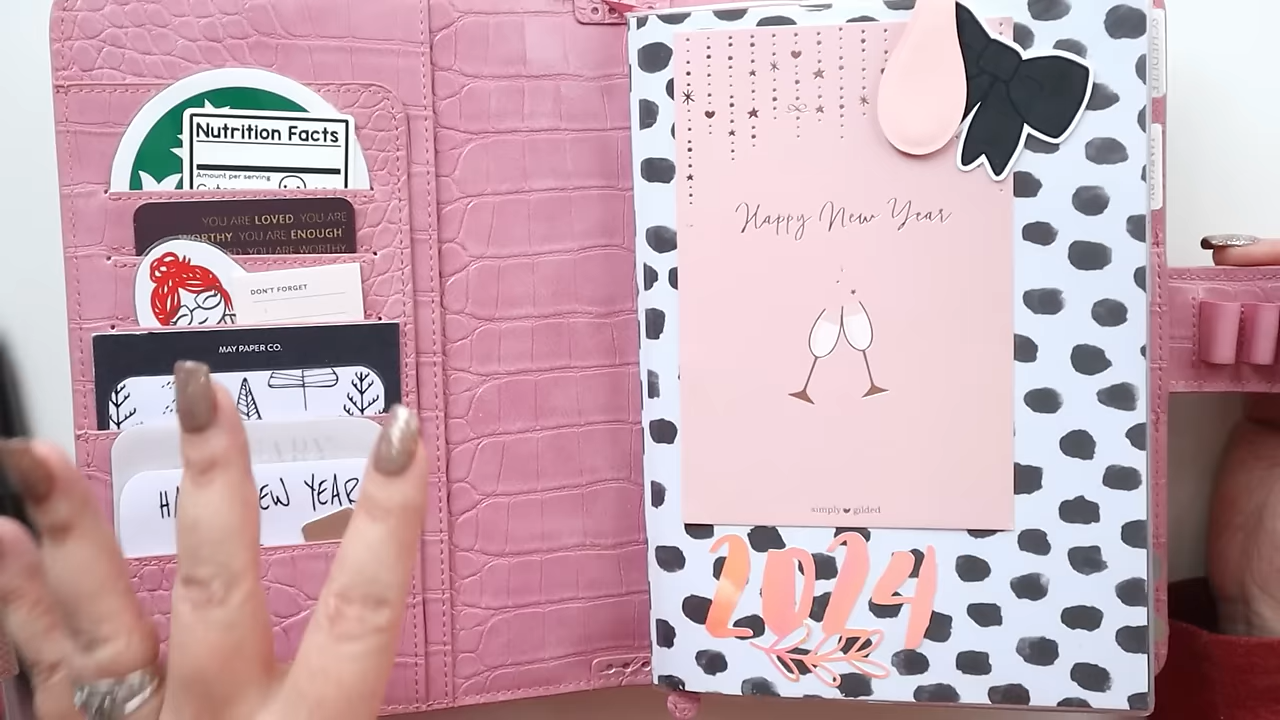 Nutrition Facts
Amount per serving
YOU ARE LOVED. YOU ARE
WORTHY. YOU ARE ENOUGH
YOU ARE WORTHY.
DON'T FORGET
MAY PAPER CO.
NEW YEAR
Happy New Year
simply gilded
2024